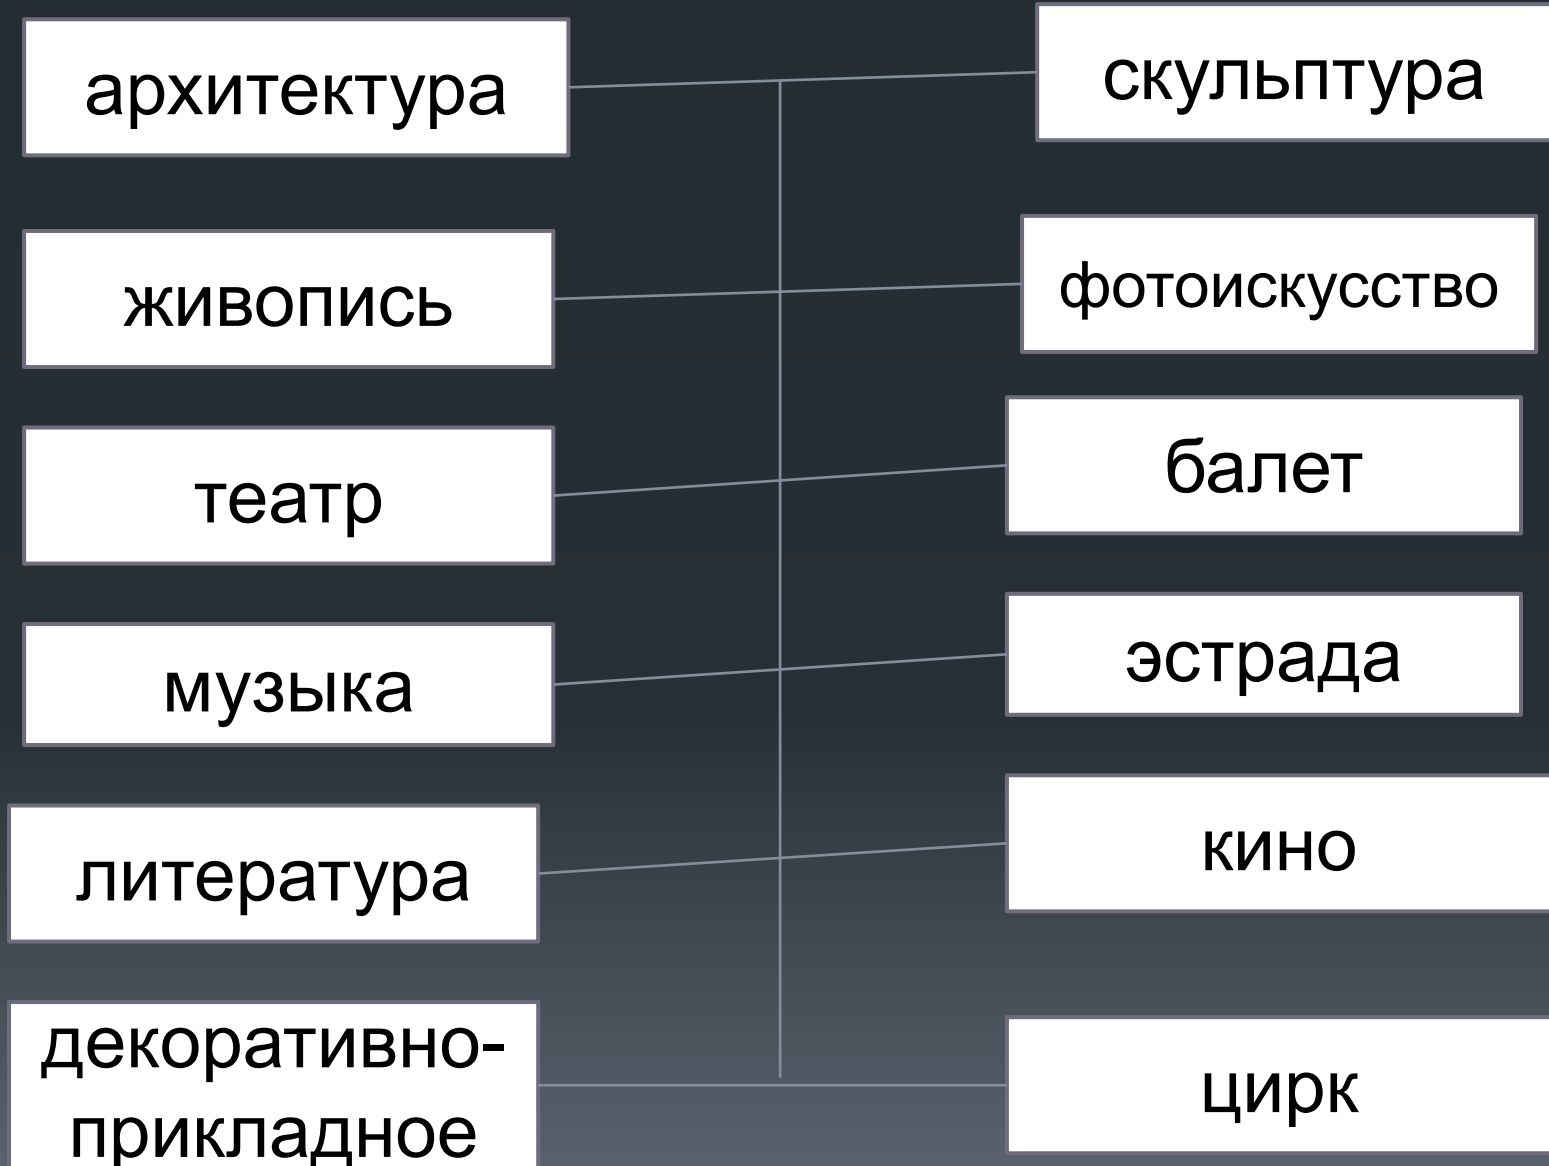 архитектура
скульптура
живопись
фотоискусство
театр
балет
музыка
эстрада
литература
кино
декоративно-
прикладное
цирк